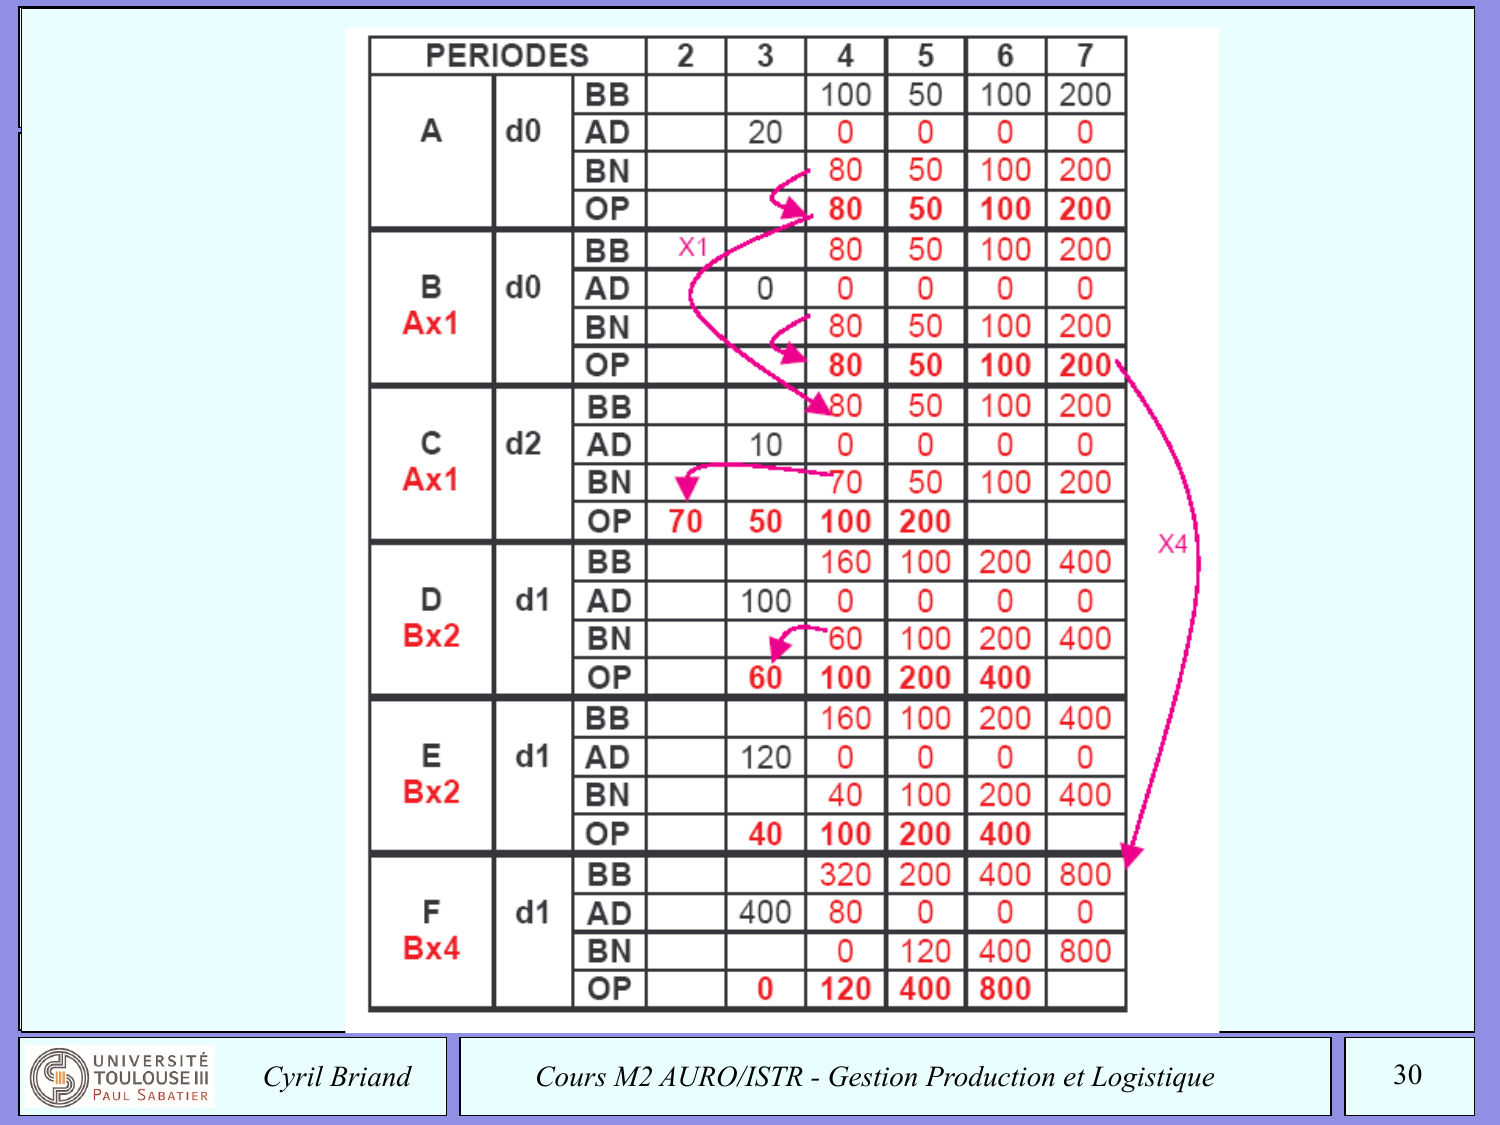 PERIODES 2 3 4 5 6 7
BB 100 50 100 200
A d0 AD 20 0 0 0 0
BN 80 50 100 200
OP 80 50 100 200
X1 BB 80 50 100 200
B d0 AD 0 0 0 0 0
Ax1 BN 80 50 100 200
OP 80 50 100 200
BB 80 50 100 200
C d2 AD 10 0 0 0 0
Ax1 BN 70 50 100 200
OP 70 50 100 200
X4
BB 160 100 200 400
D d1 AD 100 0 0 0 0
Bx2 BN 60 100 200 400
OP 60 100 200 400
BB 160 100 200 400
E d1 AD 120 0 0 0 0
Bx2 BN 40 100 200 400
OP 40 100 200 400
BB 320 200 400 800
F d1 AD 400 80 0 0 0
Bx4 BN 0 120 400 800
OP 0 120 400 800
UNIVERSITÉ
TOULOUSE III
PAUL SABATIER
Cyril Briand
Cours M2 AURO/ISTR - Gestion Production et Logistique
30